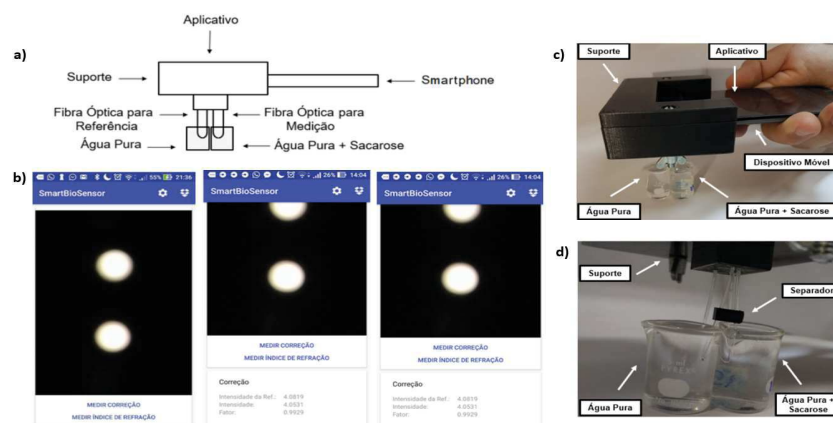 a)
Aplicativo
Suporte
Smartphone
Fibra Óptica para
Referência
Fibra Óptica para
Medição
Água Pura
Água Pura + Sacarose
b)
55% 21:36
SmartBioSensor
MEDIR CORREÇÃO
MEDIR ÍNDICE DE REFRAÇÃO
26% 14:04
SmartBioSensor
MEDIR CORREÇÃO
MEDIR ÍNDICE DE REFRAÇÃO
Correção
Intensidade da Ref.: 4.0819
Intensidade: 4.0531
Fator: 0.9929
26% 14:04
SmartBioSensor
MEDIR CORREÇÃO
MEDIR ÍNDICE DE REFRAÇÃO
Correção
Intensidade da Ref.: 4.0819
Intensidade: 4.0531
Fator: 0.9929
c)
Suporte
Aplicativo
Dispositivo Móvel
Água Pura
Água Pura + Sacarose
d)
Suporte
Separador
Água Pura
Água Pura +
Sacarose